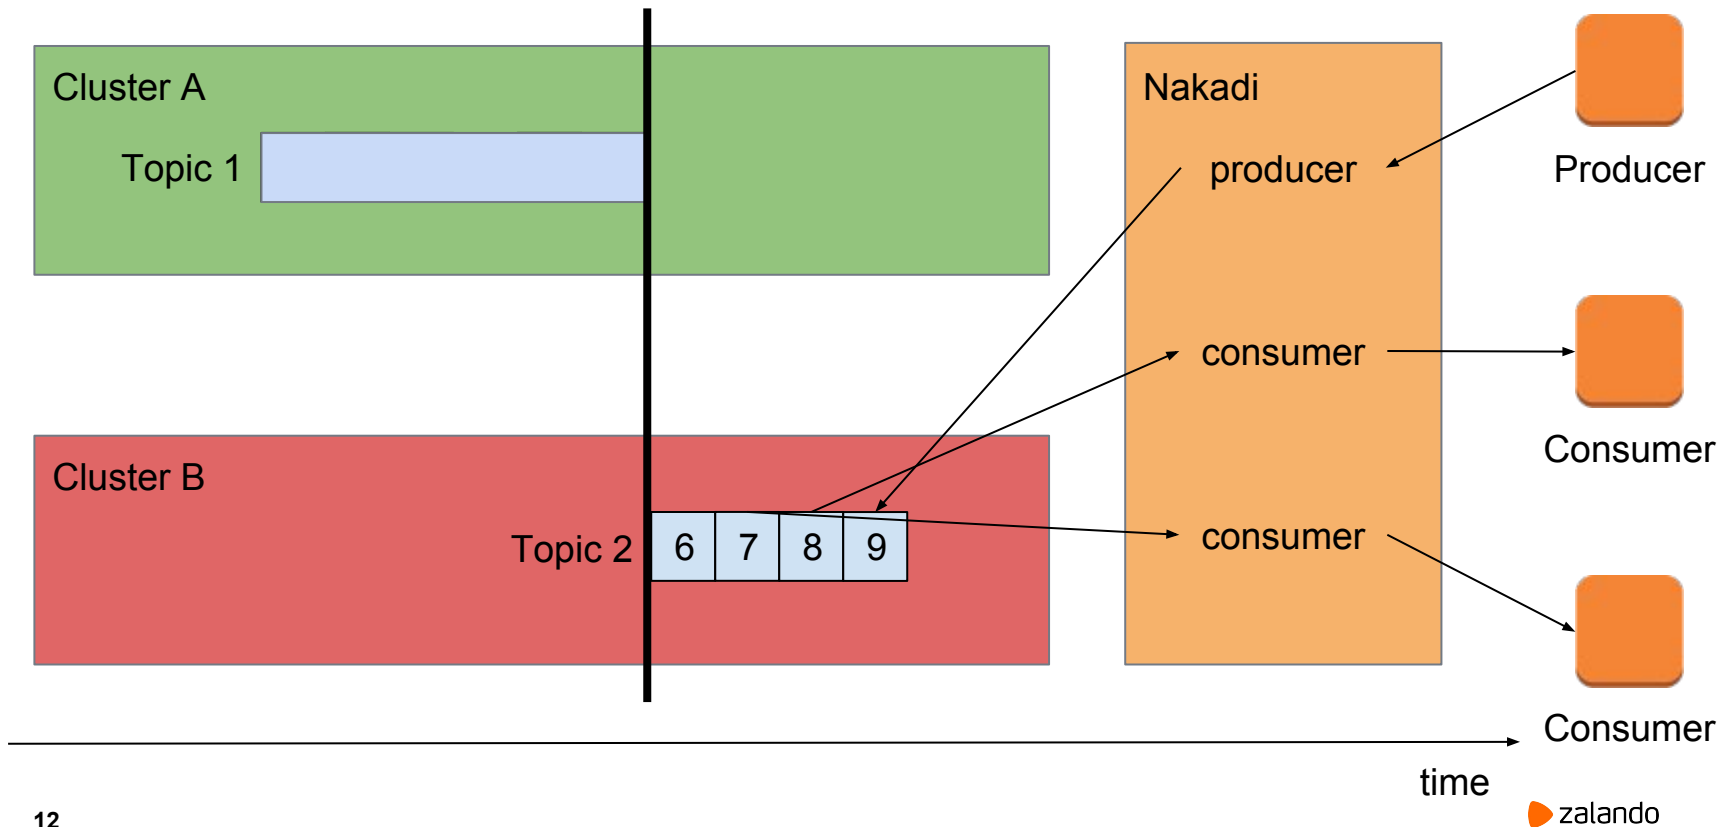 Cluster A
Nakadi
Topic 1
producer
Producer
consumer
Consumer
Cluster B
Topic 2
6 7 8 9
consumer
Consumer
time
12
zalando